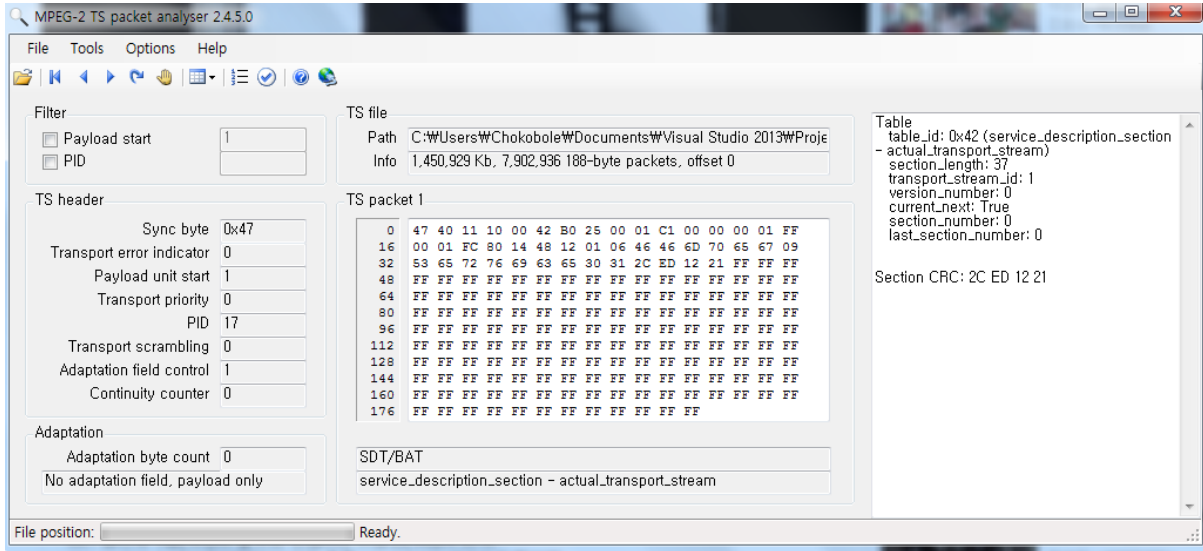 MPEG-2 TS packet analyser 2.4.5.0
File Tools Options Help
Filter
Payload start 1
PID
TS file
Path C:₩Users₩Chokobole₩Documents₩Visual Studio 2013₩Proje
Info 1,450,929 Kb, 7,902,936 188-byte packets, offset 0
TS header
Sync byte 0x47
Transport error indicator 0
Payload unit start 1
Transport priority 0
PID 17
Transport scrambling 0
Adaptation field control 1
Continuity counter 0
TS packet 1
0 47 40 11 10 00 42 B0 25 00 01 C1 00 00 00 01 FF
16 00 01 FC 80 14 48 12 01 06 46 46 6D 70 65 67 09
32 53 65 72 76 69 63 65 30 31 2C ED 12 21 FF FF FF
48 FF FF FF FF FF FF FF FF FF FF FF FF FF FF FF FF
64 FF FF FF FF FF FF FF FF FF FF FF FF FF FF FF FF
80 FF FF FF FF FF FF FF FF FF FF FF FF FF FF FF FF
96 FF FF FF FF FF FF FF FF FF FF FF FF FF FF FF FF
112 FF FF FF FF FF FF FF FF FF FF FF FF FF FF FF FF
128 FF FF FF FF FF FF FF FF FF FF FF FF FF FF FF FF
144 FF FF FF FF FF FF FF FF FF FF FF FF FF FF FF FF
160 FF FF FF FF FF FF FF FF FF FF FF FF FF FF FF FF
176 FF FF FF FF FF FF FF FF FF FF FF FF
Adaptation
Adaptation byte count 0
No adaptation field, payload only
SDT/BAT
service_description_section - actual_transport_stream
Table
table_id: 0x42 (service_description_section
- actual_transport_stream)
section_length: 37
transport_stream_id: 1
version_number: 0
current_next: True
section_number: 0
last_section_number: 0
Section CRC: 2C ED 12 21
File position: Ready.